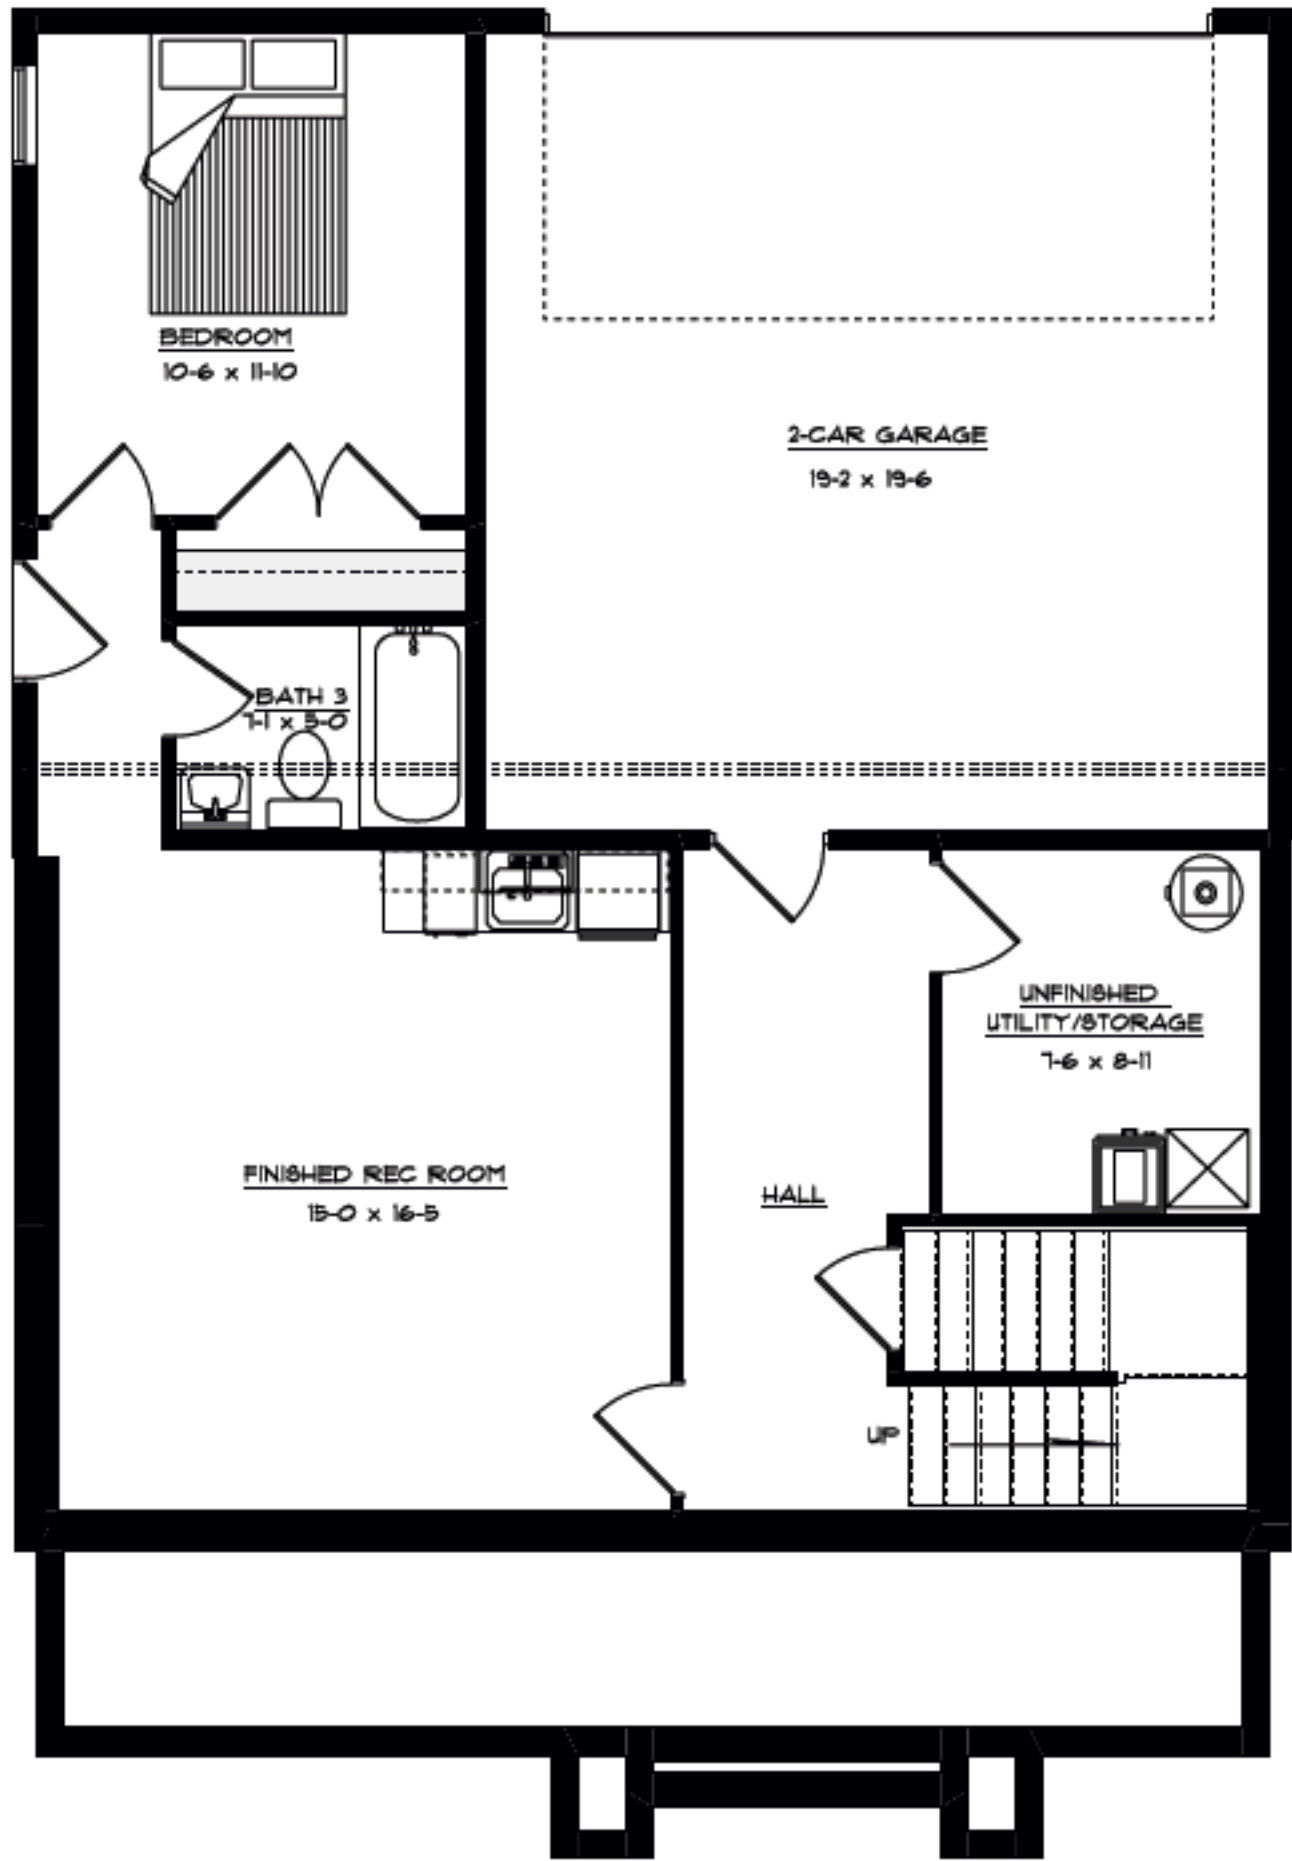 BEDROOM
10-6 x 11-10
2-CAR GARAGE
19-2 x 19-6
BATH 3
7-1 x 5-0
UNFINISHED
UTILITY/STORAGE
7-6 x 8-11
FINISHED REC ROOM
15-0 x 16-5
HALL
UP